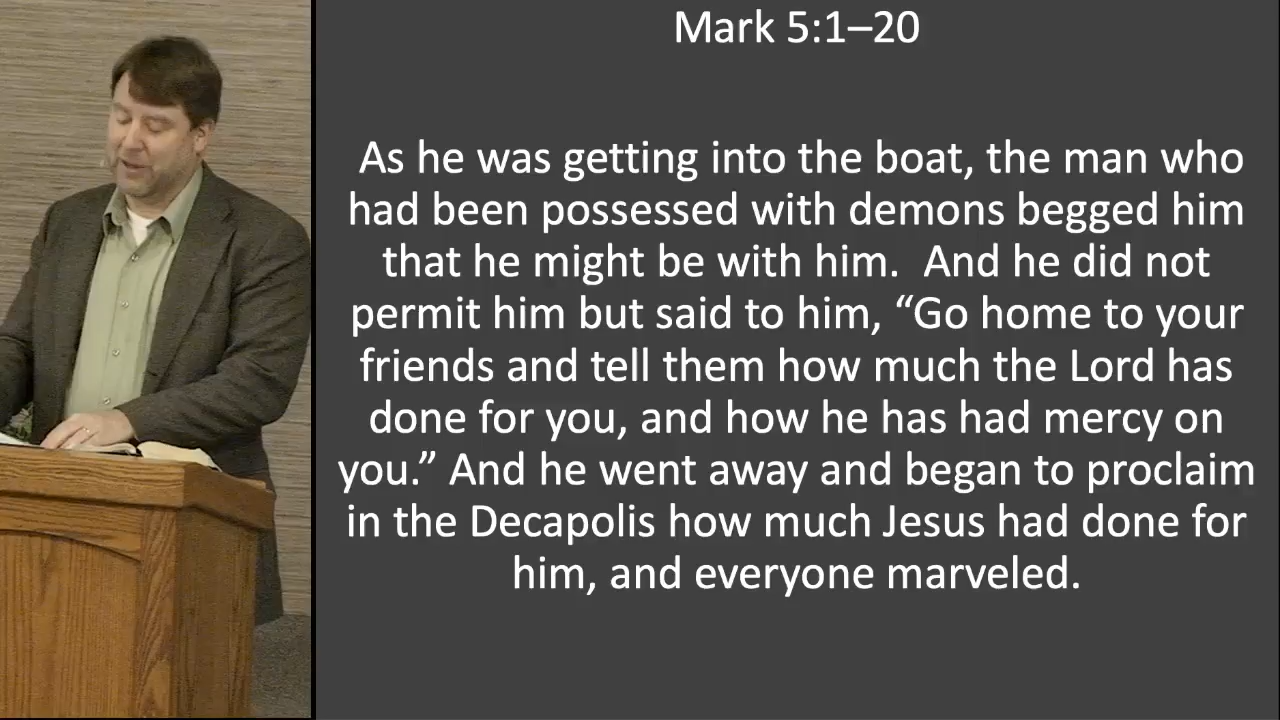 Mark 5:1–20
As he was getting into the boat, the man who
had been possessed with demons begged him
that he might be with him.  And he did not
permit him but said to him, “Go home to your
friends and tell them how much the Lord has
done for you, and how he has had mercy on
you.” And he went away and began to proclaim
in the Decapolis how much Jesus had done for
him, and everyone marveled.